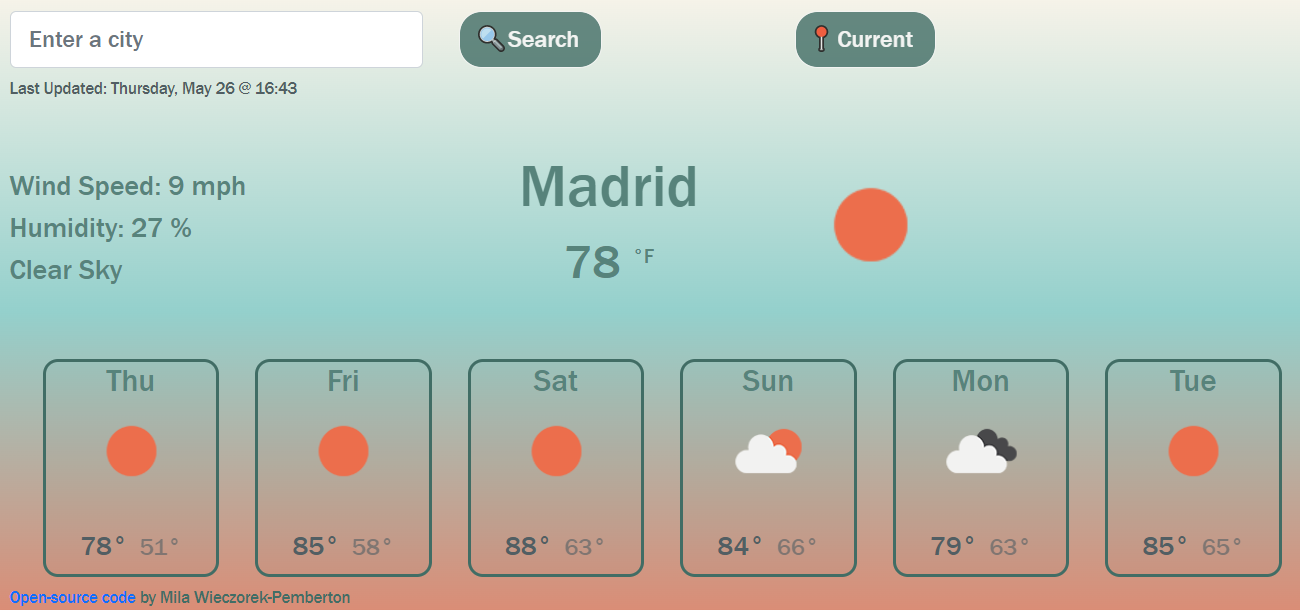 Enter a city
Search
Current
Last Updated: Thursday, May 26 @ 16:43
Wind Speed: 9 mph
Humidity: 27 %
Clear Sky
Madrid
78 °F
Thu
Fri
Sat
Sun
Mon
Tue
78° 51°
85° 58°
88° 63°
84° 66°
79° 63°
85° 65°
Open-source code by Mila Wieczorek-Pemberton